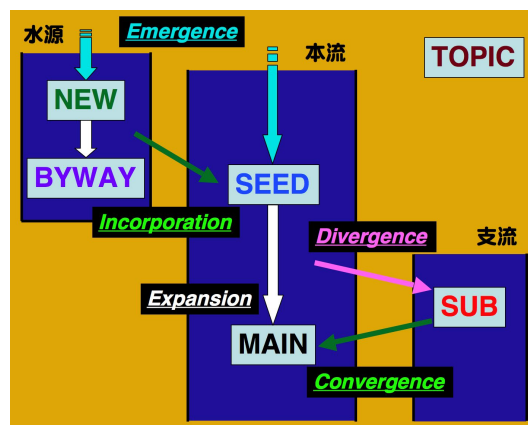 水源
Emergence
本流
TOPIC
NEW
BYWAY
SEED
Incorporation
Divergence
支流
Expansion
SUB
MAIN
Convergence